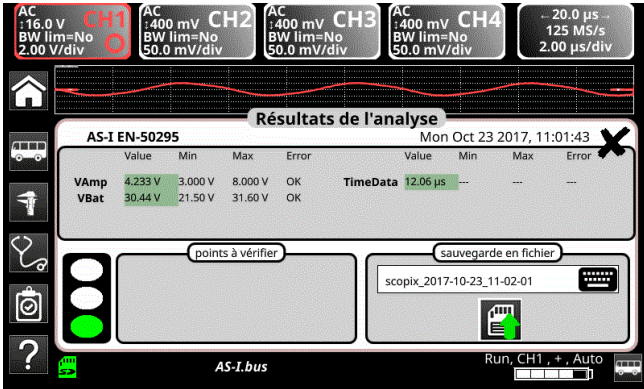 AC
↕16.0 V CH1
BW lim=No
2.00 V/div
AC
↕400 mV CH2
BW lim=No
50.0 mV/div
AC
↕400 mV CH3
BW lim=No
50.0 mV/div
AC
↕400 mV CH4
BW lim=No
50.0 mV/div
←20.0 µs→
125 MS/s
2.00 µs/div
Résultats de l'analyse
AS-I EN-50295 Mon Oct 23 2017, 11:01:43
Value Min Max Error Value Min Max Error
VAmp 4.233 V 3.000 V 8.000 V OK TimeData 12.06 µs --- --- ---
VBat 30.44 V 21.50 V 31.60 V OK
points à vérifier
sauvegarde en fichier
scopix_2017-10-23_11-02-01
?
SD
AS-I.bus
Run, CH1 , + , Auto